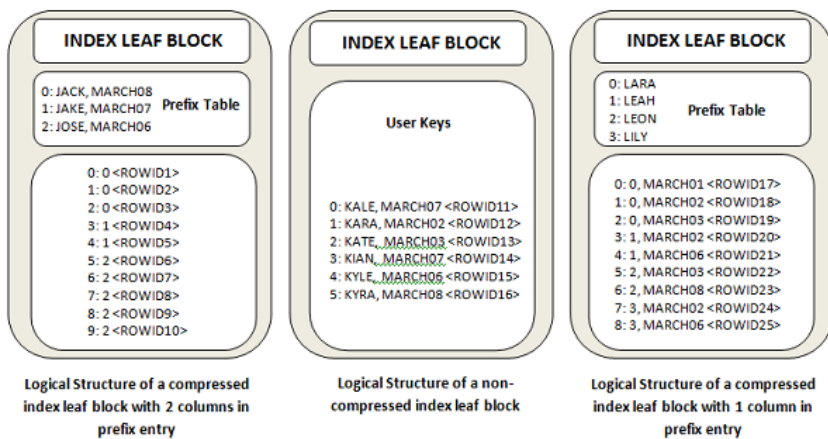 INDEX LEAF BLOCK
0: JACK, MARCH08
1: JAKE, MARCH07
2: JOSE, MARCH06
Prefix Table
0: 0 <ROWID1>
1: 0 <ROWID2>
2: 0 <ROWID3>
3: 1 <ROWID4>
4: 1 <ROWID5>
5: 2 <ROWID6>
6: 2 <ROWID7>
7: 2 <ROWID8>
8: 2 <ROWID9>
9: 2 <ROWID10>
Logical Structure of a compressed
index leaf block with 2 columns in
prefix entry
INDEX LEAF BLOCK
User Keys
0: KALE, MARCH07 <ROWID11>
1: KARA, MARCH02 <ROWID12>
2: KATE, MARCH03 <ROWID13>
3: KIAN, MARCH07 <ROWID14>
4: KYLE, MARCH06 <ROWID15>
5: KYRA, MARCH08 <ROWID16>
Logical Structure of a non-
compressed index leaf block
INDEX LEAF BLOCK
0: LARA
1: LEAH
2: LEON
3: LILY
Prefix Table
0: 0, MARCH01 <ROWID17>
1: 0, MARCH02 <ROWID18>
2: 0, MARCH03 <ROWID19>
3: 1, MARCH02 <ROWID20>
4: 1, MARCH06 <ROWID21>
5: 2, MARCH03 <ROWID22>
6: 2, MARCH08 <ROWID23>
7: 3, MARCH02 <ROWID24>
8: 3, MARCH06 <ROWID25>
Logical Structure of a compressed
index leaf block with 1 column in
prefix entry